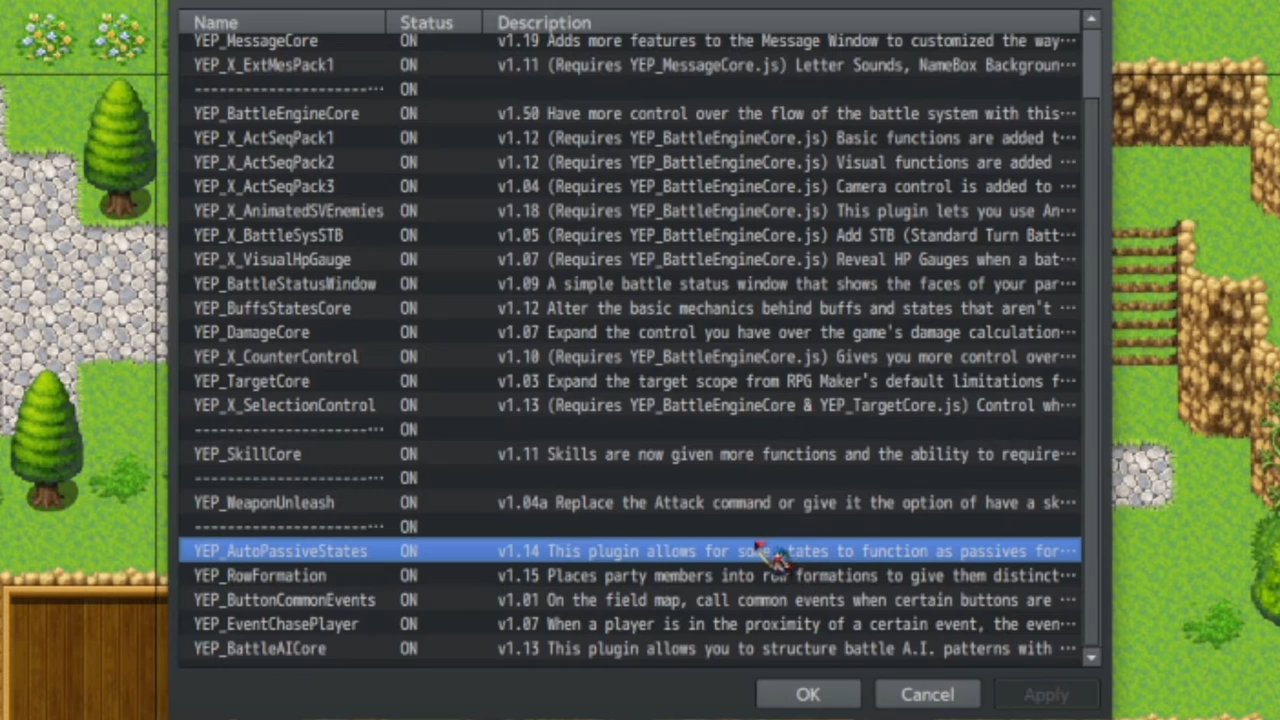 Name Status Description
YEP_MessageCore ON v1.19 Adds more features to the Message Window to customized the way···
YEP_X_ExtMesPack1 ON v1.11 (Requires YEP_MessageCore.js) Letter Sounds, NameBox Backgroun···
----------------------··· ON
YEP_BattleEngineCore ON v1.50 Have more control over the flow of the battle system with this···
YEP_X_ActSeqPack1 ON v1.12 (Requires YEP_BattleEngineCore.js) Basic functions are added t···
YEP_X_ActSeqPack2 ON v1.12 (Requires YEP_BattleEngineCore.js) Visual functions are added ···
YEP_X_ActSeqPack3 ON v1.04 (Requires YEP_BattleEngineCore.js) Camera control is added to ···
YEP_X_AnimatedSVEnemies ON v1.18 (Requires YEP_BattleEngineCore.js) This plugin lets you use An···
YEP_X_BattleSysSTB ON v1.05 (Requires YEP_BattleEngineCore.js) Add STB (Standard Turn Batt···
YEP_X_VisualHpGauge ON v1.07 (Requires YEP_BattleEngineCore.js) Reveal HP Gauges when a bat···
YEP_BattleStatusWindow ON v1.09 A simple battle status window that shows the faces of your par···
YEP_BuffsStatesCore ON v1.12 Alter the basic mechanics behind buffs and states that aren't ···
YEP_DamageCore ON v1.07 Expand the control you have over the game's damage calculation···
YEP_X_CounterControl ON v1.10 (Requires YEP_BattleEngineCore.js) Gives you more control over···
YEP_TargetCore ON v1.03 Expand the target scope from RPG Maker's default limitations f···
YEP_X_SelectionControl ON v1.13 (Requires YEP_BattleEngineCore & YEP_TargetCore.js) Control wh···
----------------------··· ON
YEP_SkillCore ON v1.11 Skills are now given more functions and the ability to require···
----------------------··· ON
YEP_WeaponUnleash ON v1.04a Replace the Attack command or give it the option of have a sk···
----------------------··· ON
YEP_AutoPassiveStates ON v1.14 This plugin allows for some states to function as passives for···
YEP_RowFormation ON v1.15 Places party members into row formations to give them distinct···
YEP_ButtonCommonEvents ON v1.01 On the field map, call common events when certain buttons are ···
YEP_EventChasePlayer ON v1.07 When a player is in the proximity of a certain event, the even···
YEP_BattleAICore ON v1.13 This plugin allows you to structure battle A.I. patterns with ···
OK Cancel Apply